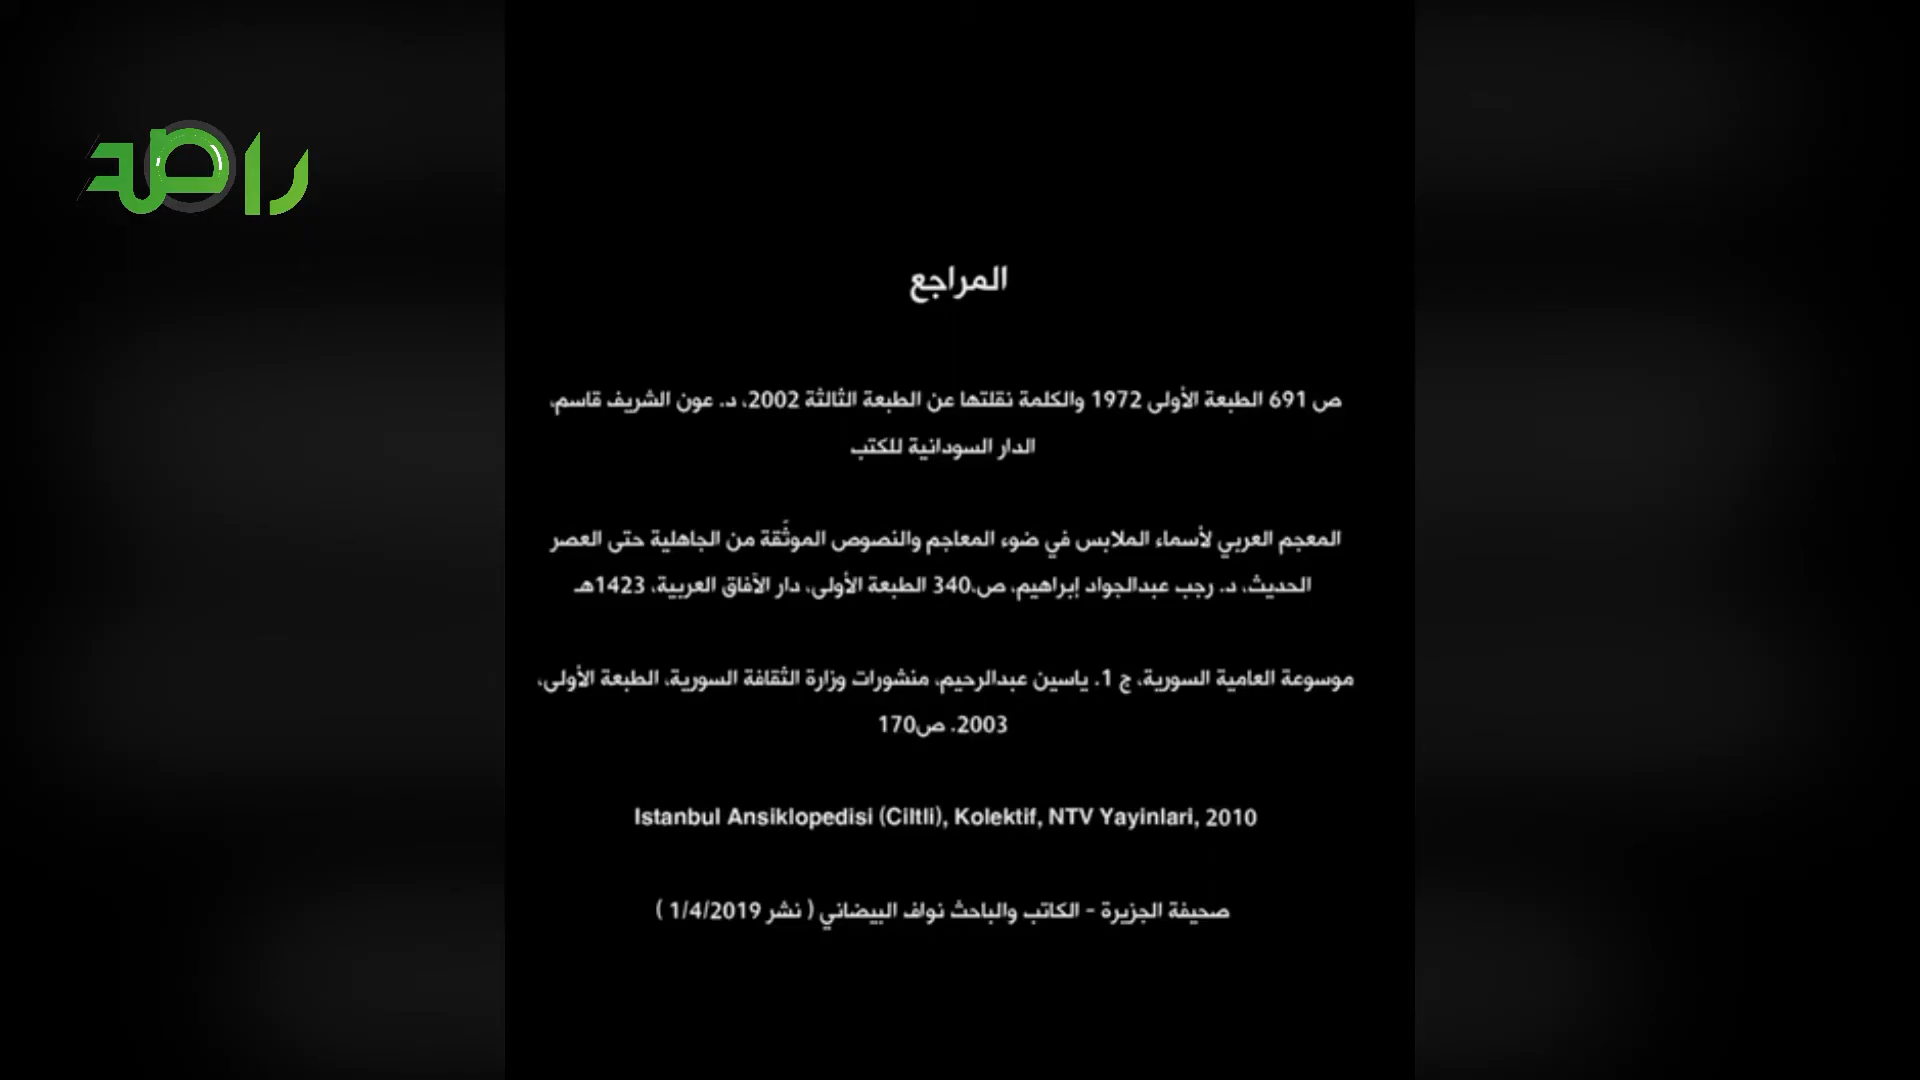 راصد
المراجع
ص 691 الطبعة الأولى 1972 والكلمة نقلتها عن الطبعة الثالثة 2002، د. عون الشريف قاسم،
الدار السودانية للكتب
المعجم العربي لأسماء الملابس في ضوء المعاجم والنصوص الموثَّقة من الجاهلية حتى العصر
الحديث، د. رجب عبدالجواد إبراهيم، ص،340 الطبعة الأولى، دار الآفاق العربية، 1423هـ
موسوعة العامية السورية، ج 1. ياسين عبدالرحيم، منشورات وزارة الثقافة السورية، الطبعة الأولى،
2003. ص170
Istanbul Ansiklopedisi (Ciltli), Kolektif, NTV Yayinlari, 2010
صحيفة الجزيرة - الكاتب والباحث نواف البيضاني ( نشر 1/4/2019 )